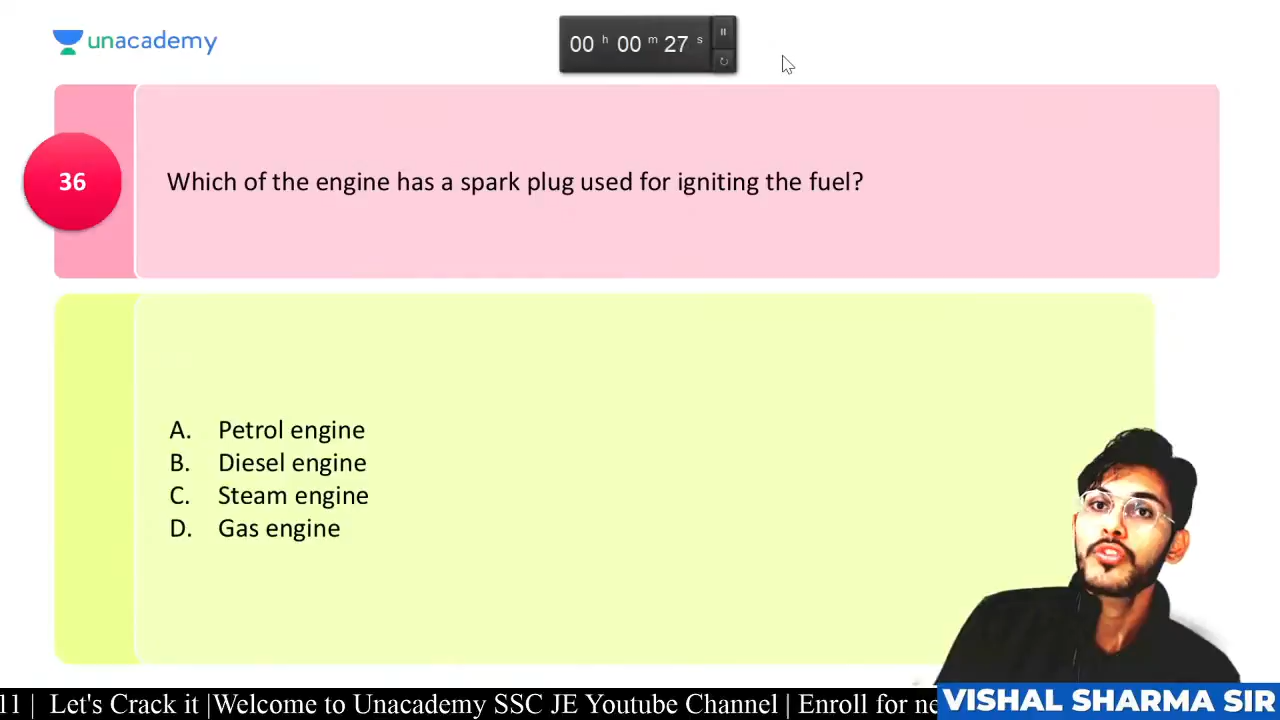 unacademy
00 h 00 m 27 s
36
Which of the engine has a spark plug used for igniting the fuel?
A. Petrol engine
B. Diesel engine
C. Steam engine
D. Gas engine
11 | Let's Crack it |Welcome to Unacademy SSC JE Youtube Channel | Enroll for ne
VISHAL SHARMA SIR